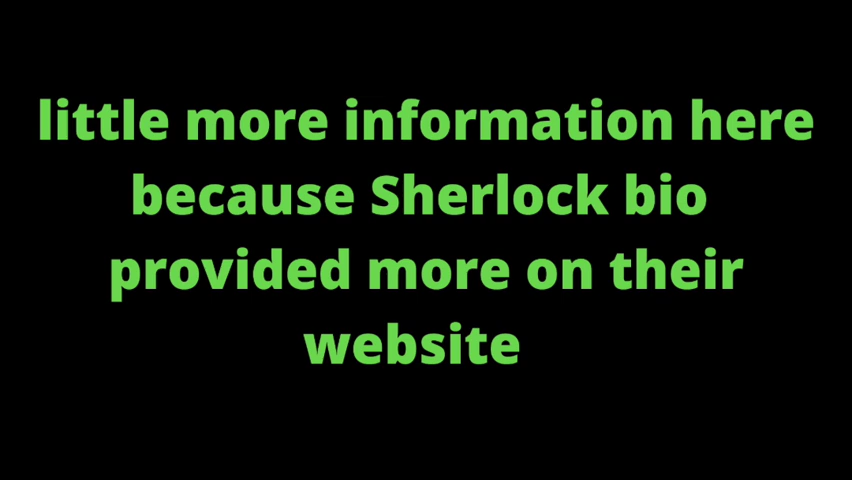 little more information here
because Sherlock bio
provided more on their
website